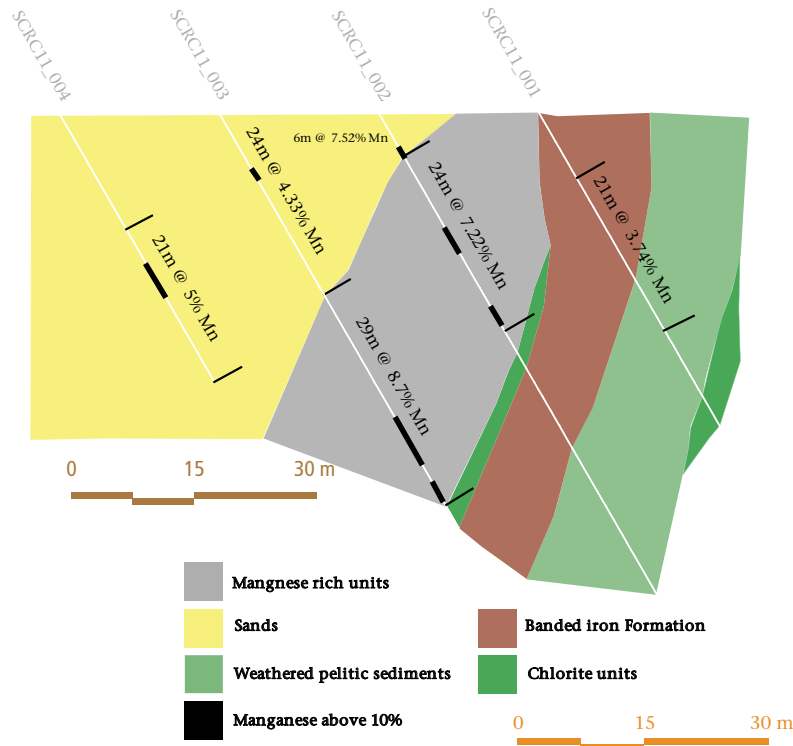 SCRC11_004
SCRC11_003
SCRC11_002
SCRC11_001
6m @ 7.52% Mn
24m @ 4.33% Mn
24m @ 7.22% Mn
21m @ 3.74% Mn
21m @ 5% Mn
29m @ 8.7% Mn
0 15 30 m
Mangnese rich units
Sands
Banded iron Formation
Weathered pelitic sediments
Chlorite units
Manganese above 10%
0 15 30 m